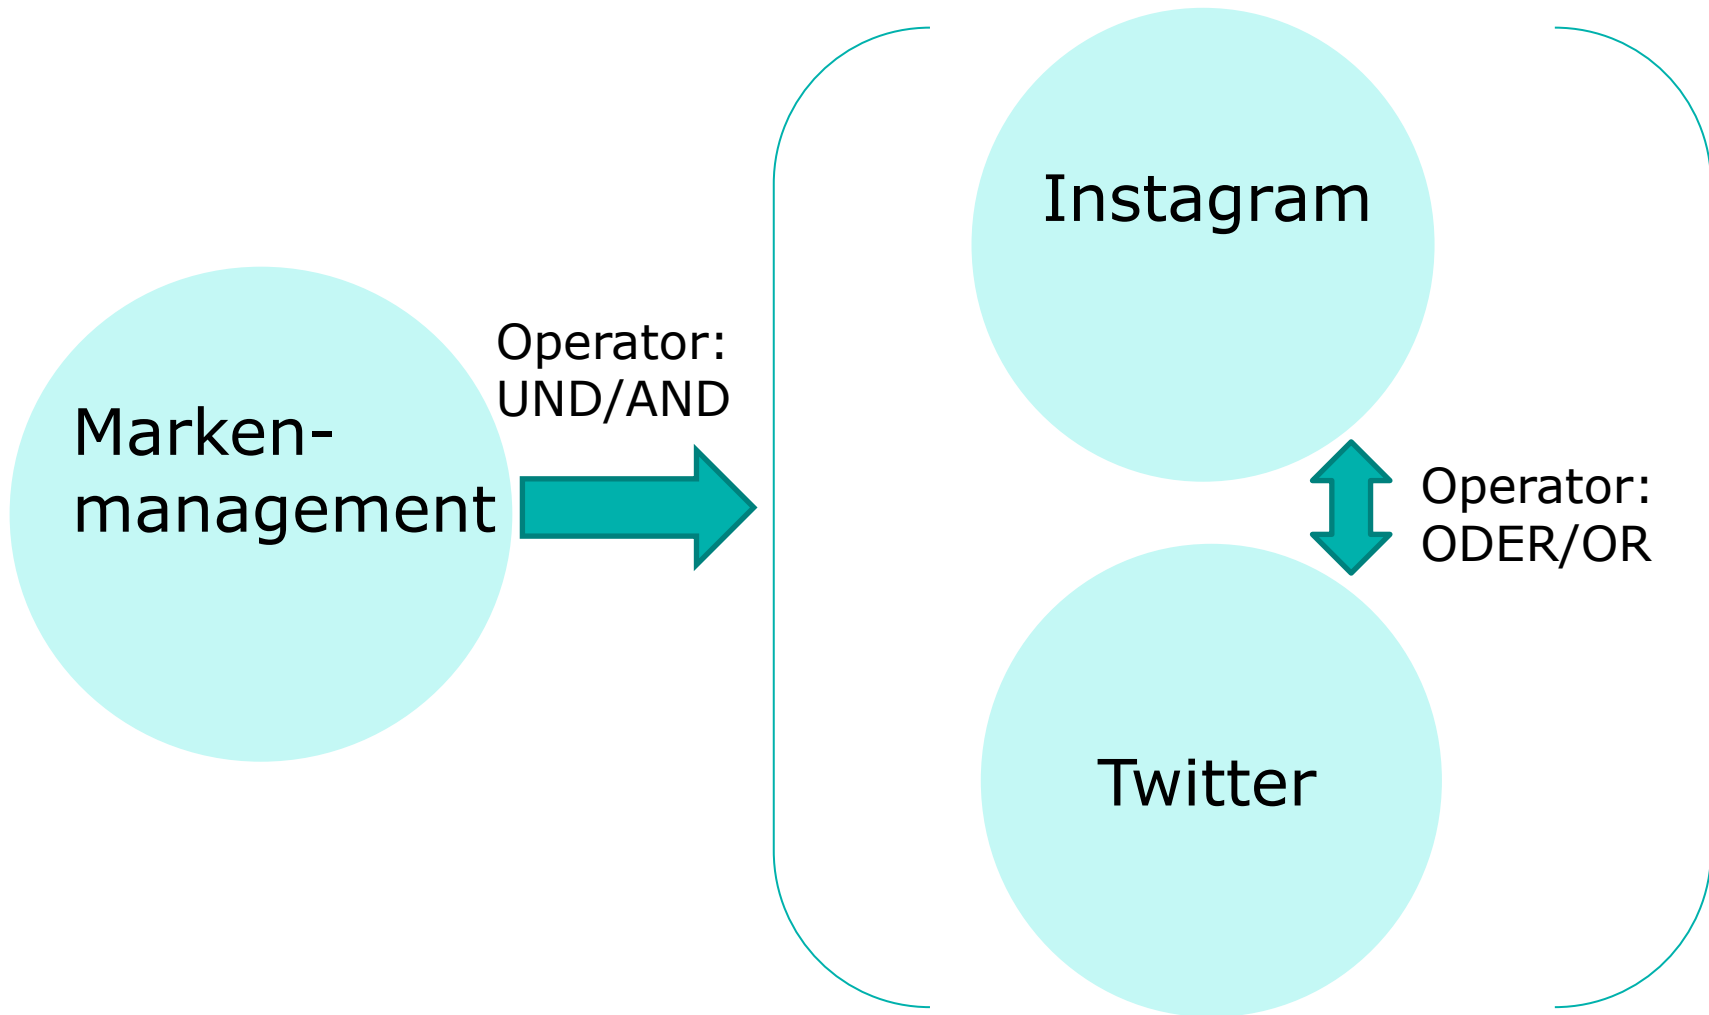 Marken-
management
Operator:
UND/AND
Instagram
Operator:
ODER/OR
Twitter